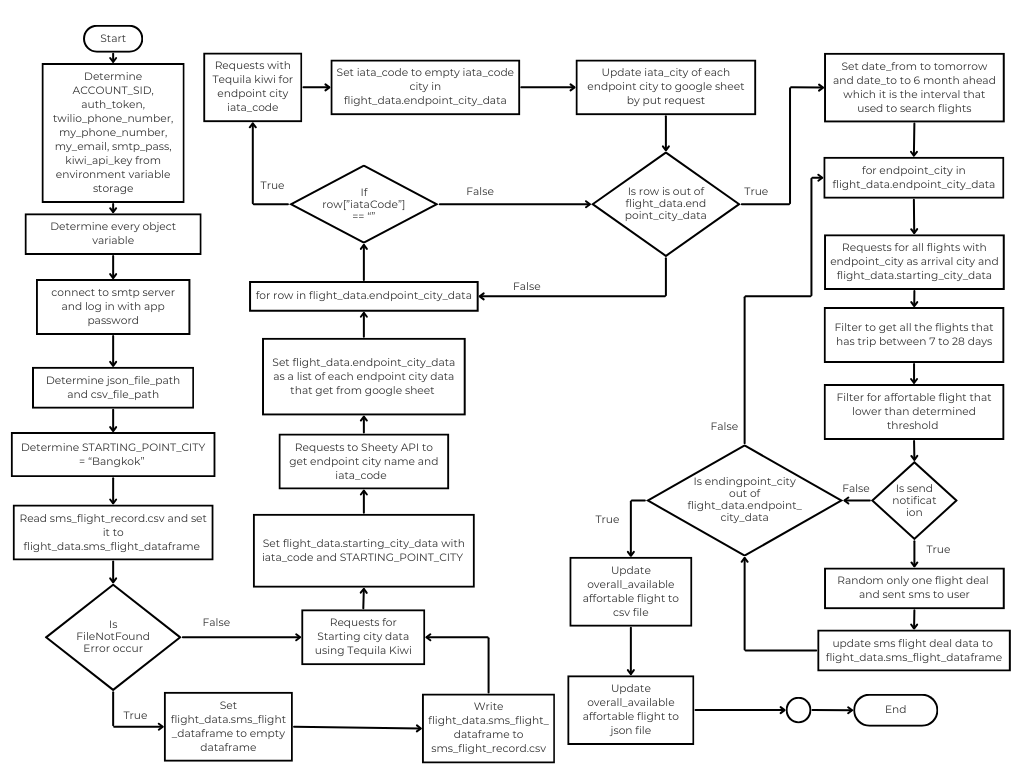 Start
Determine
ACCOUNT_SID,
auth_token,
twilio_phone_number,
my_phone_number,
my_email, smtp_pass,
kiwi_api_key from
environment variable
storage
Determine every object
variable
connect to smtp server
and log in with app
password
Determine json_file_path
and csv_file_path
Determine STARTING_POINT_CITY
= “Bangkok”
Read sms_flight_record.csv and set
it to
flight_data.sms_flight_dataframe
Is
FileNotFound
Error occur
False
True
Set
flight_data.sms_flight
_dataframe to empty
dataframe
Write
flight_data.sms_flight_
dataframe to
sms_flight_record.csv
Requests for
Starting city data
using Tequila Kiwi
Set flight_data.starting_city_data with
iata_code and STARTING_POINT_CITY
Requests to Sheety API to
get endpoint city name and
iata_code
Set flight_data.endpoint_city_data
as a list of each endpoint city data
that get from google sheet
for row in flight_data.endpoint_city_data
If
row["iataCode"]
== “”
True
False
Requests with
Tequila kiwi for
endpoint city
iata_code
Set iata_code to empty iata_code
city in
flight_data.endpoint_city_data
Update iata_city of each
endpoint city to google sheet
by put request
Is row is out of
flight_data.end
point_city_data
True
False
Set date_from to tomorrow
and date_to to 6 month ahead
which it is the interval that
used to search flights
for endpoint_city in
flight_data.endpoint_city_data
Requests for all flights with
endpoint_city as arrival city and
flight_data.starting_city_data
Filter to get all the flights that
has trip between 7 to 28 days
Filter for affortable flight that
lower than determined
threshold
Is send
notificat
ion
False
True
Random only one flight deal
and sent sms to user
update sms flight deal data to
flight_data.sms_flight_dataframe
Is endingpoint_city
out of
flight_data.endpoint_
city_data
False
True
Update
overall_available
affortable flight to
csv file
Update
overall_available
affortable flight to
json file
End